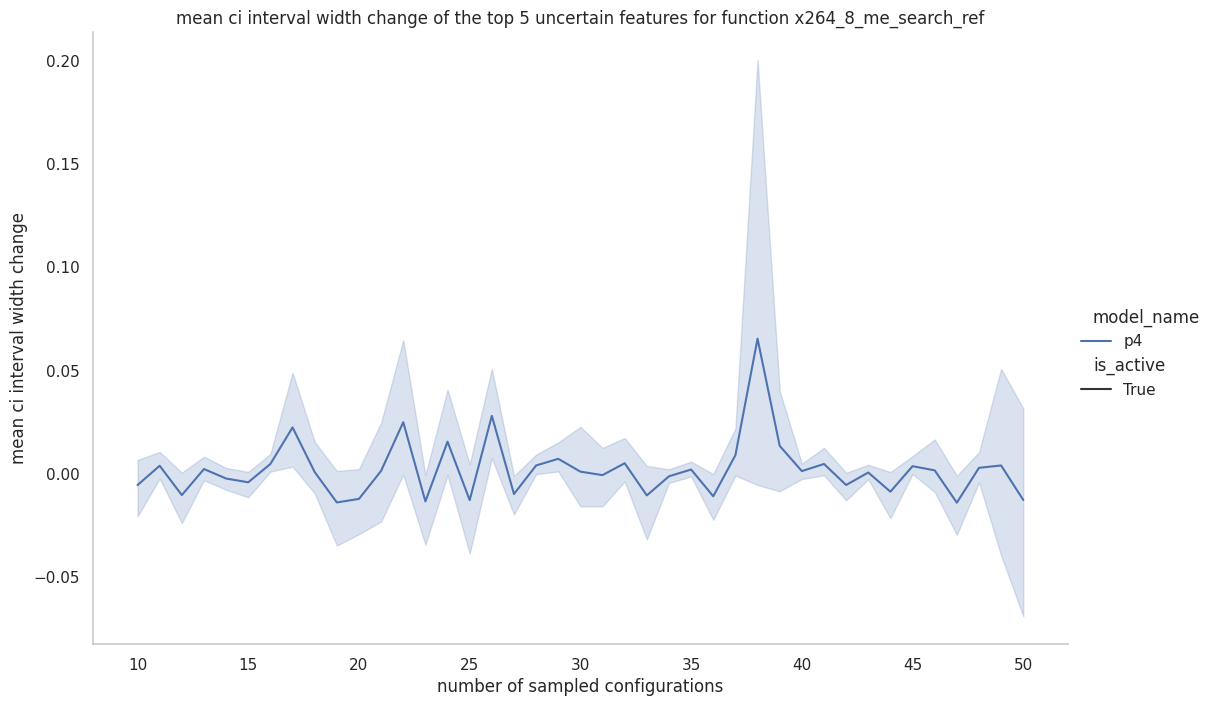 mean ci interval width change of the top 5 uncertain features for function x264_8_me_search_ref
mean ci interval width change
0.20
0.15
0.10
0.05
0.00
−0.05
10 15 20 25 30 35 40 45 50
number of sampled configurations
model_name
p4
is_active
True